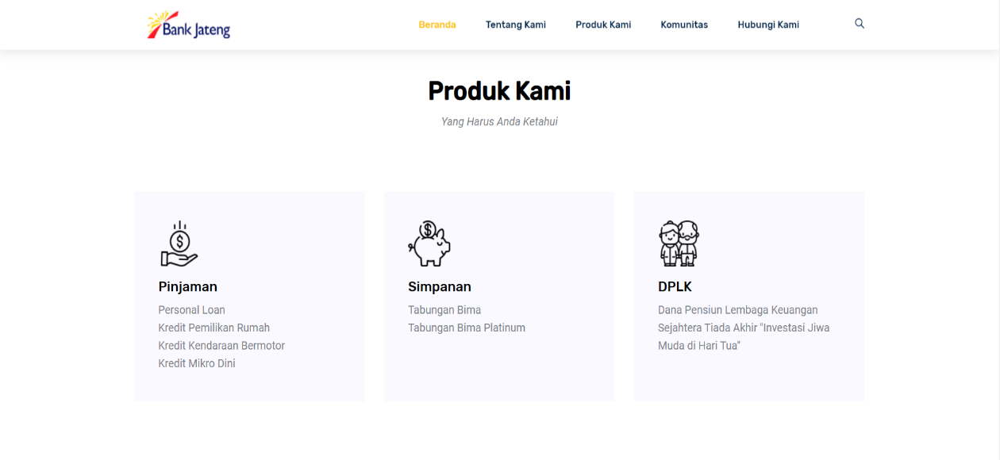 Bank Jateng
Beranda
Tentang Kami
Produk Kami
Komunitas
Hubungi Kami
Produk Kami
Yang Harus Anda Ketahui
Pinjaman
Personal Loan
Kredit Pemilikan Rumah
Kredit Kendaraan Bermotor
Kredit Mikro Dini
Simpanan
Tabungan Bima
Tabungan Bima Platinum
DPLK
Dana Pensiun Lembaga Keuangan
Sejahtera Tiada Akhir "Investasi Jiwa
Muda di Hari Tua"